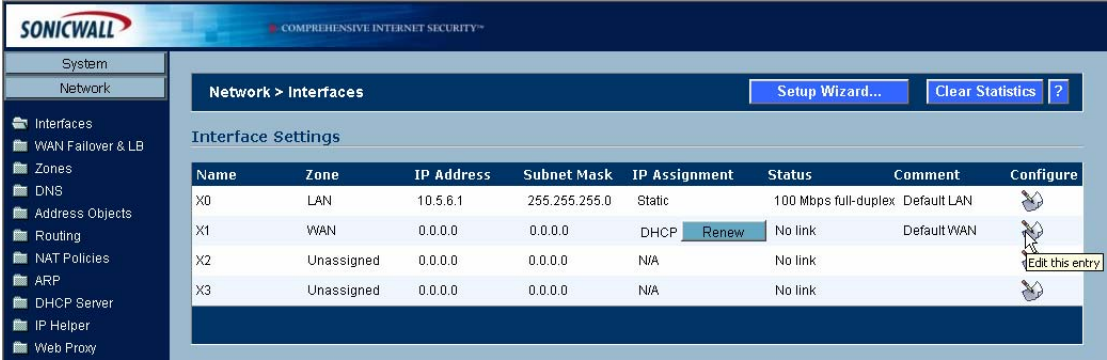 SONICWALL
COMPREHENSIVE INTERNET SECURITY™
System
Network
Interfaces
WAN Failover & LB
Zones
DNS
Address Objects
Routing
NAT Policies
ARP
DHCP Server
IP Helper
Web Proxy
Network > Interfaces
Setup Wizard...
Clear Statistics
?
Interface Settings
Name Zone IP Address Subnet Mask IP Assignment Status Comment Configure
X0 LAN 10.5.6.1 255.255.255.0 Static 100 Mbps full-duplex Default LAN
X1 WAN 0.0.0.0 0.0.0.0 DHCP Renew No link Default WAN
Edit this entry
X2 Unassigned 0.0.0.0 0.0.0.0 N/A No link
X3 Unassigned 0.0.0.0 0.0.0.0 N/A No link